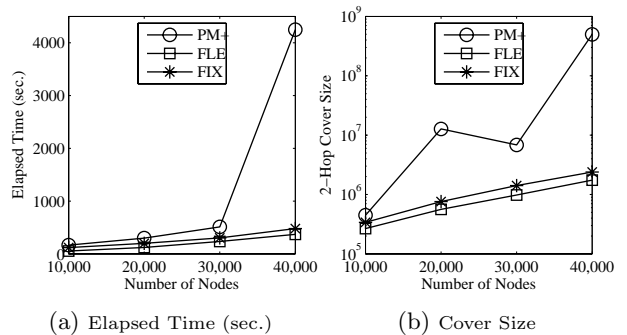 Elapsed Time (sec.)
4000
3000
2000
1000
0
10,000 20,000 30,000 40,000
Number of Nodes
PM+
FLE
FIX
(a) Elapsed Time (sec.)
2-Hop Cover Size
10^9
10^8
10^7
10^6
10^5
10,000 20,000 30,000 40,000
Number of Nodes
PM+
FLE
FIX
(b) Cover Size